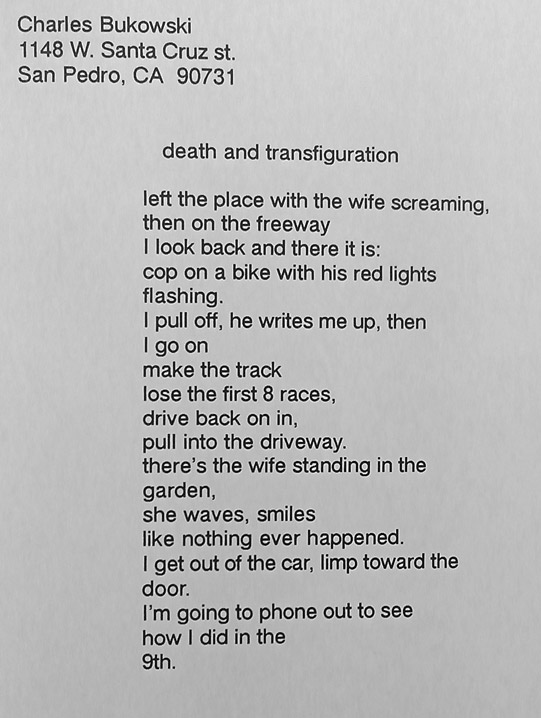 Charles Bukowski
1148 W. Santa Cruz st.
San Pedro, CA  90731
death and transfiguration
left the place with the wife screaming,
then on the freeway
I look back and there it is:
cop on a bike with his red lights
flashing.
I pull off, he writes me up, then
I go on
make the track
lose the first 8 races,
drive back on in,
pull into the driveway.
there's the wife standing in the
garden,
she waves, smiles
like nothing ever happened.
I get out of the car, limp toward the
door.
I'm going to phone out to see
how I did in the
9th.